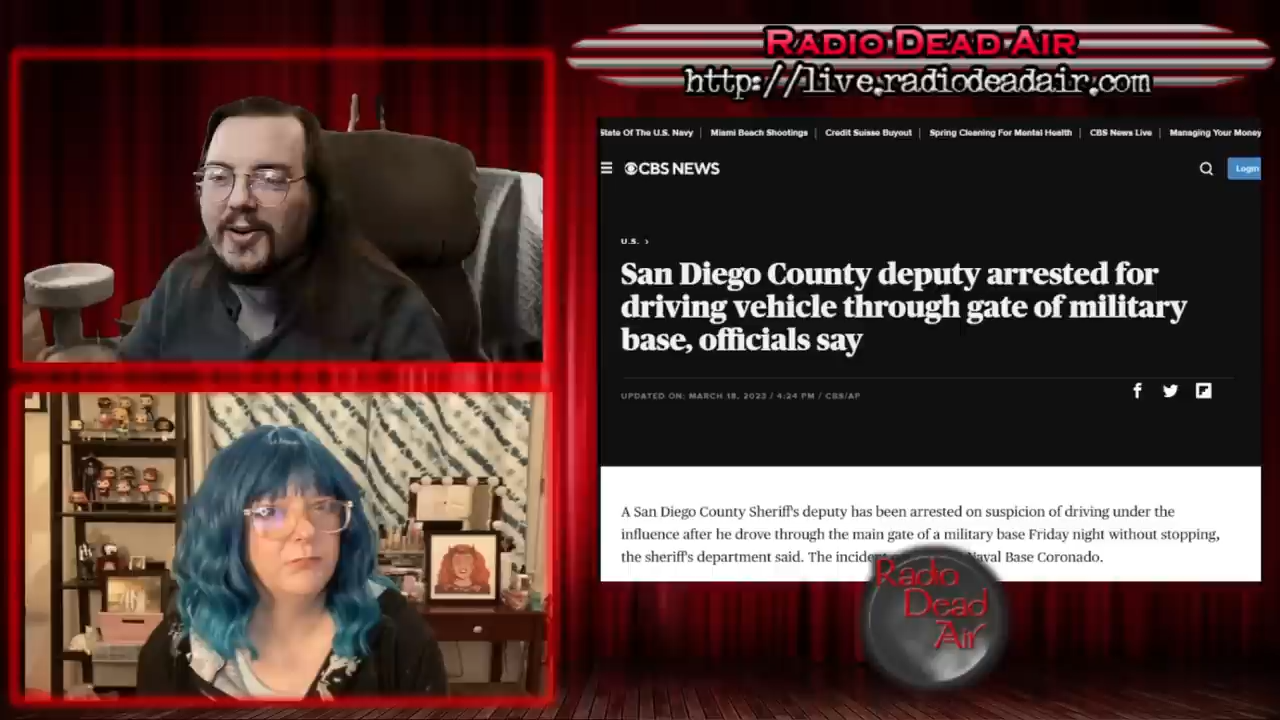 RADIO DEAD AIR
http://live.radiodeadair.com
State Of The U.S. Navy | Miami Beach Shootings | Credit Suisse Buyout | Spring Cleaning For Mental Health | CBS News Live | Managing Your Money
CBS NEWS
Login
U.S. ›
San Diego County deputy arrested for
driving vehicle through gate of military
base, officials say
UPDATED ON: MARCH 18, 2023 / 4:24 PM / CBS/AP
A San Diego County Sheriff's deputy has been arrested on suspicion of driving under the
influence after he drove through the main gate of a military base Friday night without stopping,
the sheriff's department said. The Naval Base Coronado.
Radio
Dead
Air